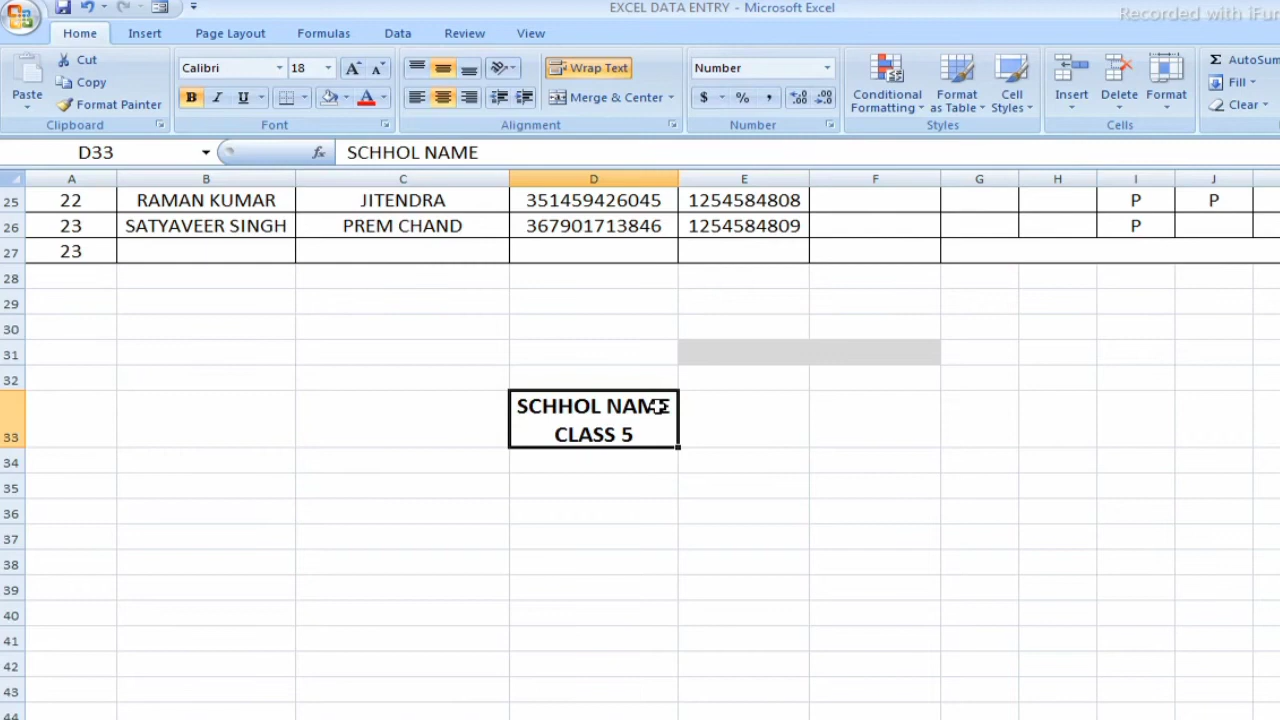 EXCEL DATA ENTRY - Microsoft Excel
Recorded with iFun
Home Insert Page Layout Formulas Data Review View
Cut
Copy
Format Painter
Paste
Clipboard
Calibri 18
B I U
Font
Wrap Text
Merge & Center
Alignment
Number
$ % ,
Number
Conditional Formatting
Format as Table
Cell Styles
Styles
Insert
Delete
Format
Cells
Σ AutoSum
Fill
Clear
D33 fx SCHHOL NAME
A B C D E F G H I J
25 22 RAMAN KUMAR JITENDRA 351459426045 1254584808 P P
26 23 SATYAVEER SINGH PREM CHAND 367901713846 1254584809 P
27 23
28
29
30
31
32
33 SCHHOL NAME
CLASS 5
34
35
36
37
38
39
40
41
42
43
44